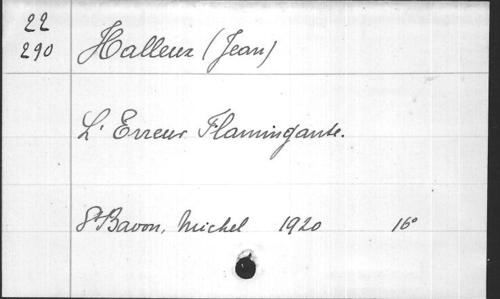 22
290
Halleux (Jean)
L'Erreur Flamingante.
St Bavon, Michel 1920 16°